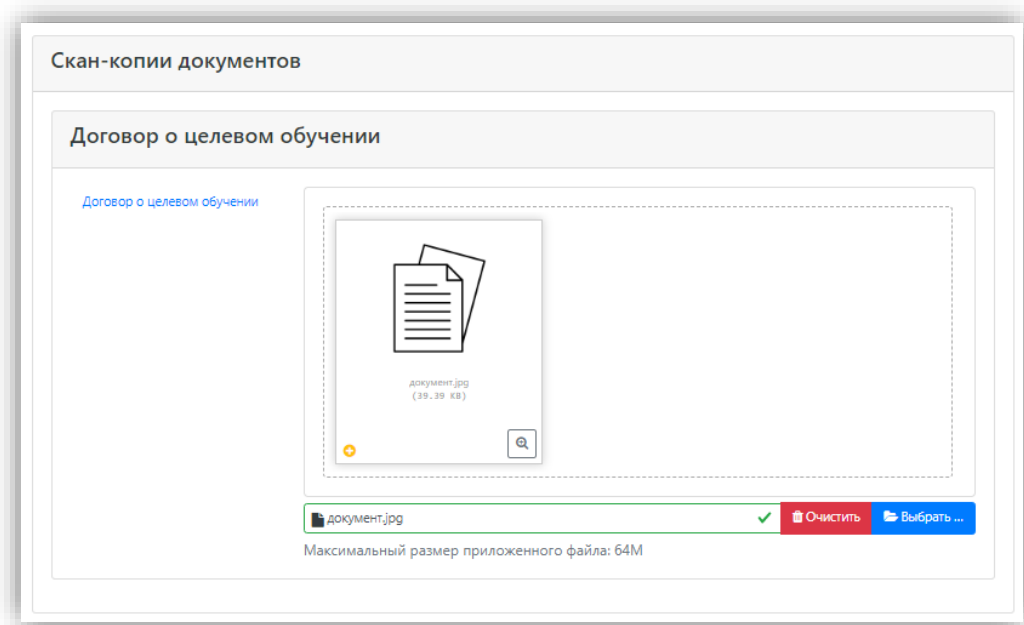 Скан-копии документов
Договор о целевом обучении
Договор о целевом обучении
документ.jpg
(39.39 KB)
документ.jpg
Очистить
Выбрать ...
Максимальный размер приложенного файла: 64M